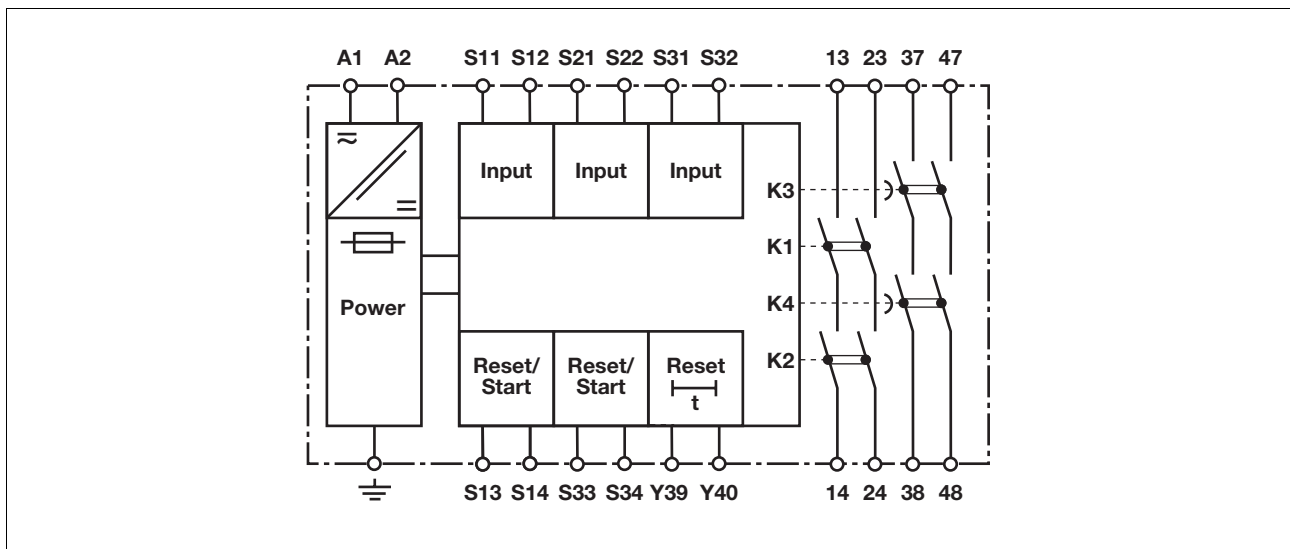 A1 A2 S11 S12 S21 S22 S31 S32 13 23 37 47
Input Input Input
K3
K1
K4
K2
Power
Reset/
Start
Reset/
Start
Reset
t
S13 S14 S33 S34 Y39 Y40 14 24 38 48